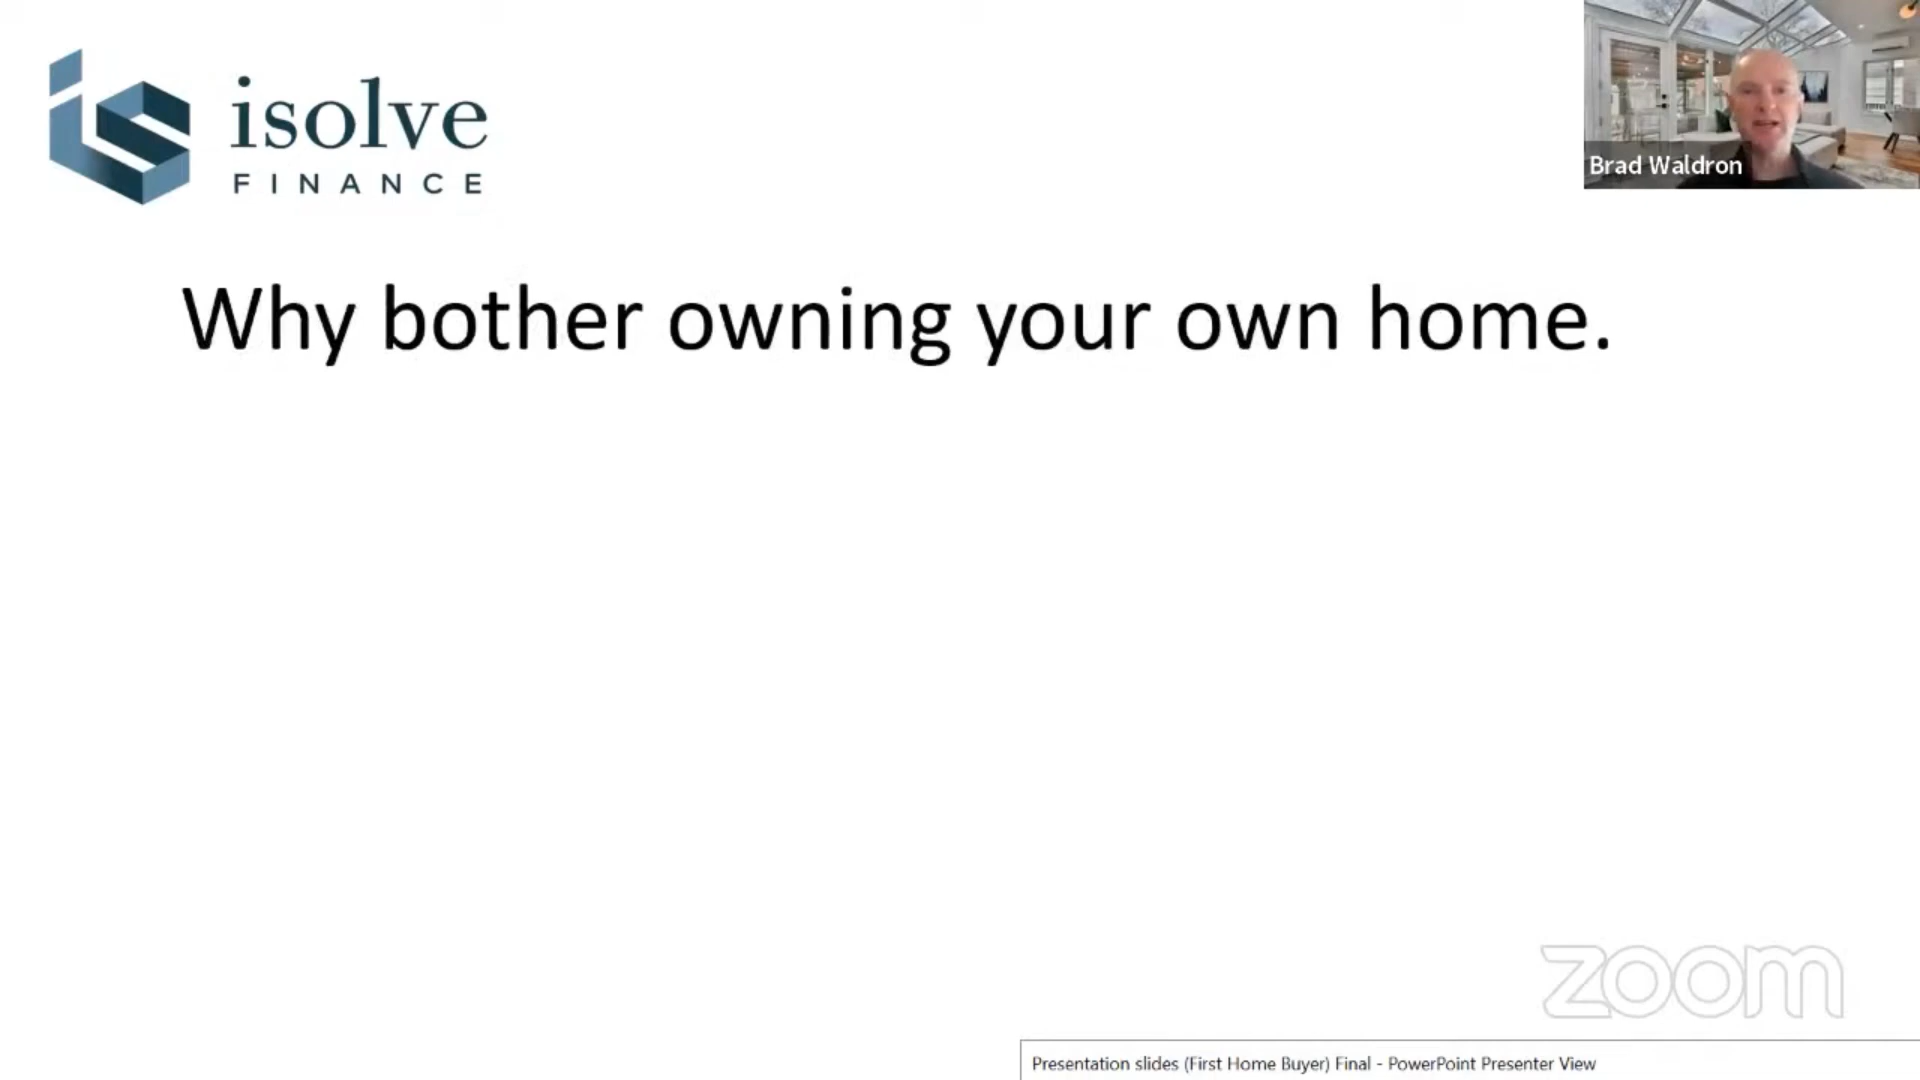 isolve
FINANCE
Brad Waldron
Why bother owning your own home.
zoom
Presentation slides (First Home Buyer) Final - PowerPoint Presenter View